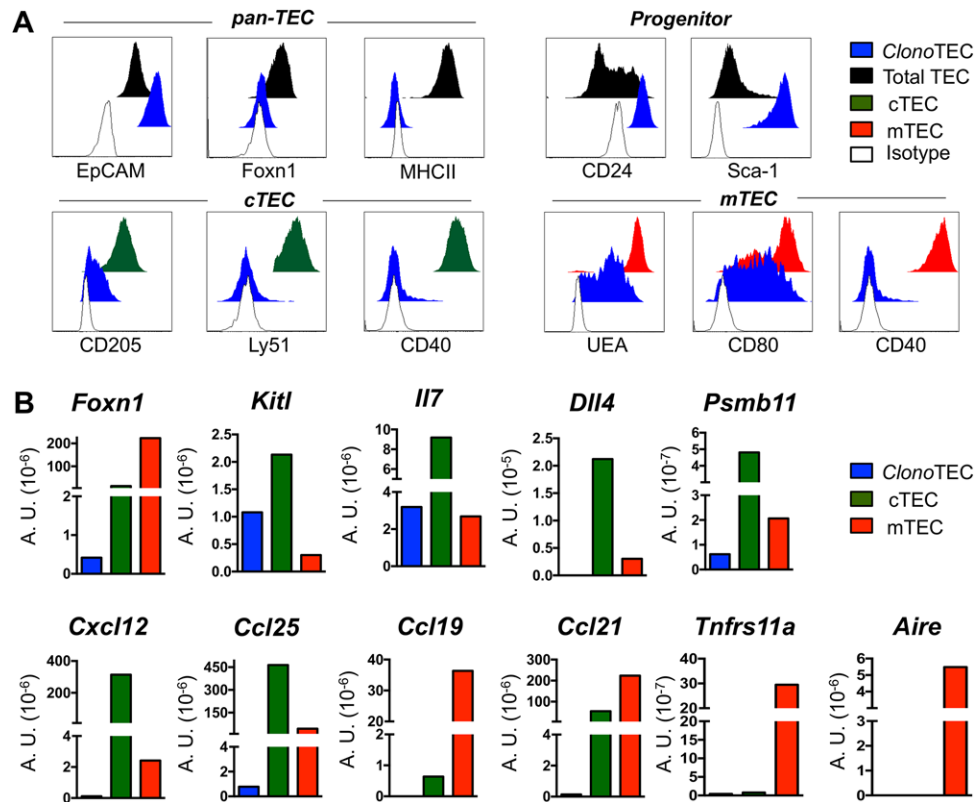 A
pan-TEC
Progenitor
EpCAM
Foxn1
MHCII
CD24
Sca-1
ClonoTEC
Total TEC
cTEC
mTEC
Isotype
cTEC
mTEC
CD205
Ly51
CD40
UEA
CD80
CD40
B
Foxn1
Kitl
Il7
Dll4
Psmb11
A. U. (10⁻⁶)
200
100
2
1
0
A. U. (10⁻⁶)
2.5
2.0
1.5
1.0
0.5
0.0
A. U. (10⁻⁶)
10
8
6
4
2
0
A. U. (10⁻⁵)
2.5
2.0
1.5
1.0
0.5
0.0
A. U. (10⁻⁷)
6
5
4
3
2
1
0
ClonoTEC
cTEC
mTEC
Cxcl12
Ccl25
Ccl19
Ccl21
Tnfrs11a
Aire
A. U. (10⁻⁶)
400
300
200
4
2
0
A. U. (10⁻⁶)
450
300
150
4
2
0
A. U. (10⁻⁶)
40
30
20
2
1
0
A. U. (10⁻⁶)
300
200
100
4
2
0
A. U. (10⁻⁷)
40
30
20
10
5
0
A. U. (10⁻⁶)
6
5
4
3
2
1
0